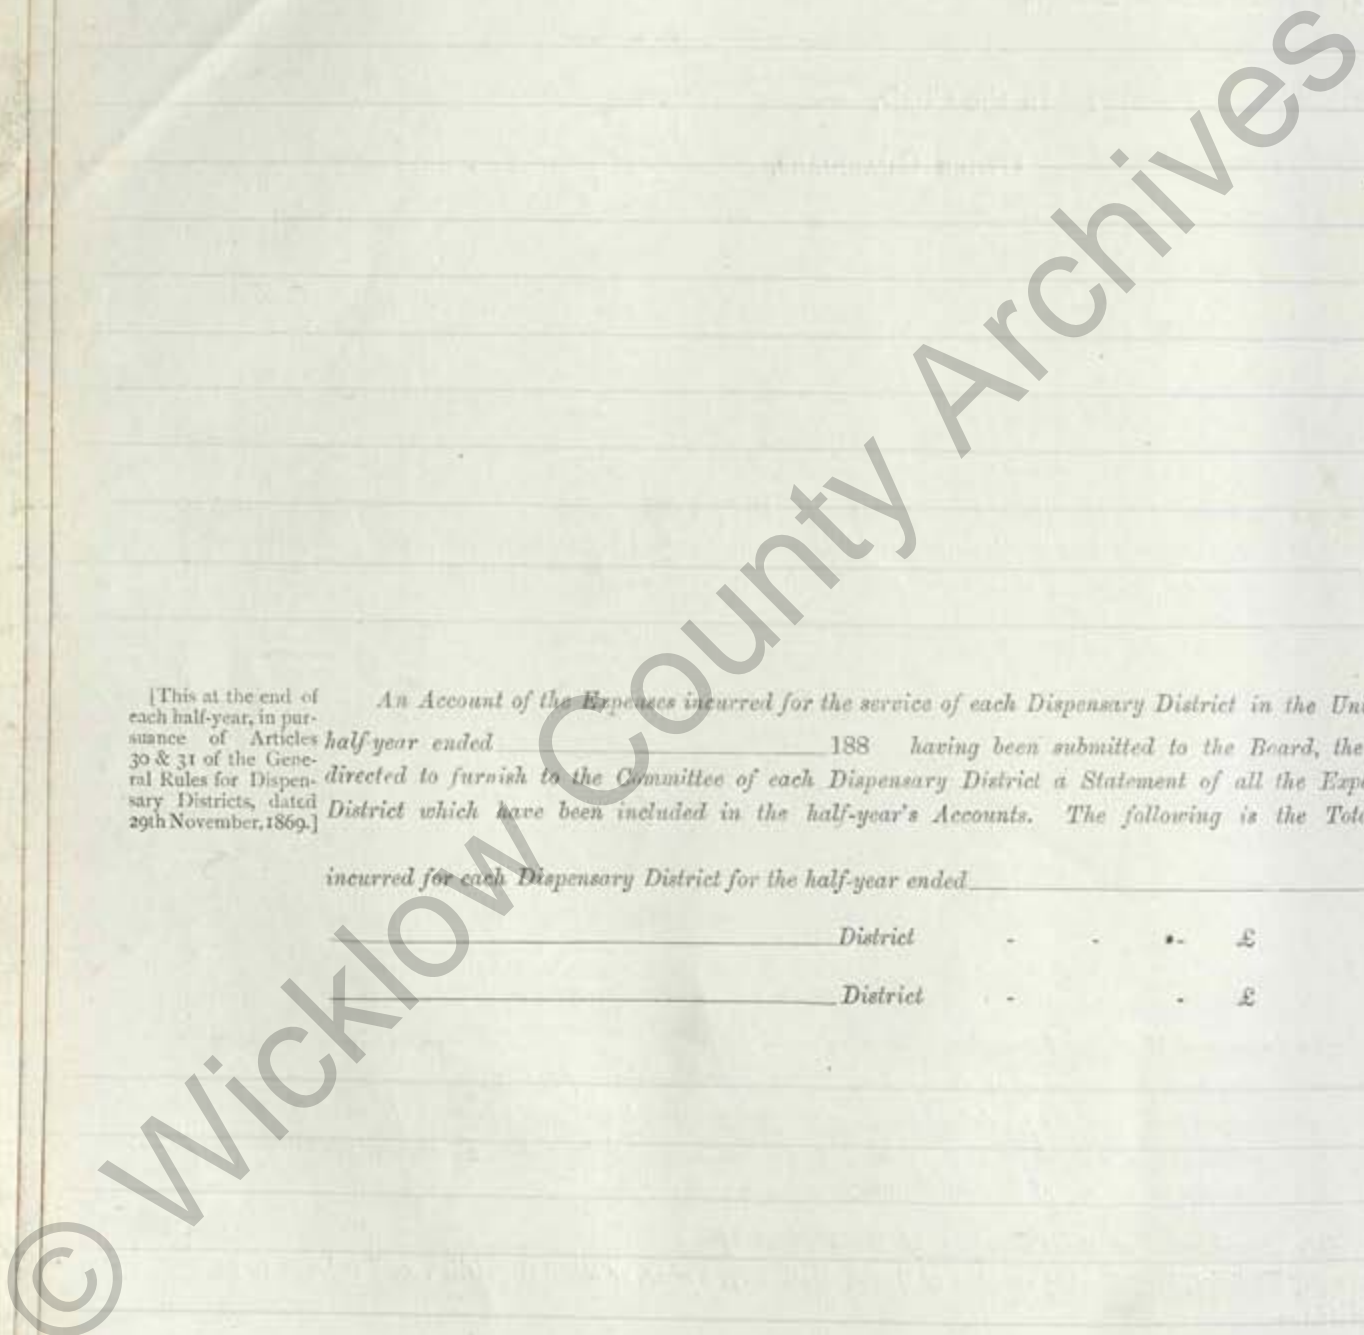 [This at the end of
each half-year, in pur-
suance of Articles
30 & 31 of the Gene-
ral Rules for Dispen-
sary Districts, dated
29th November, 1869.]
An Account of the Expenses incurred for the service of each Dispensary District in the Un
half year ended 188 having been submitted to the Board, the
directed to furnish to the Committee of each Dispensary District a Statement of all the Exp
District which have been included in the half-year's Accounts. The following is the Tot
incurred for each Dispensary District for the half-year ended
District - - - £
District - - £
© Wicklow County Archives